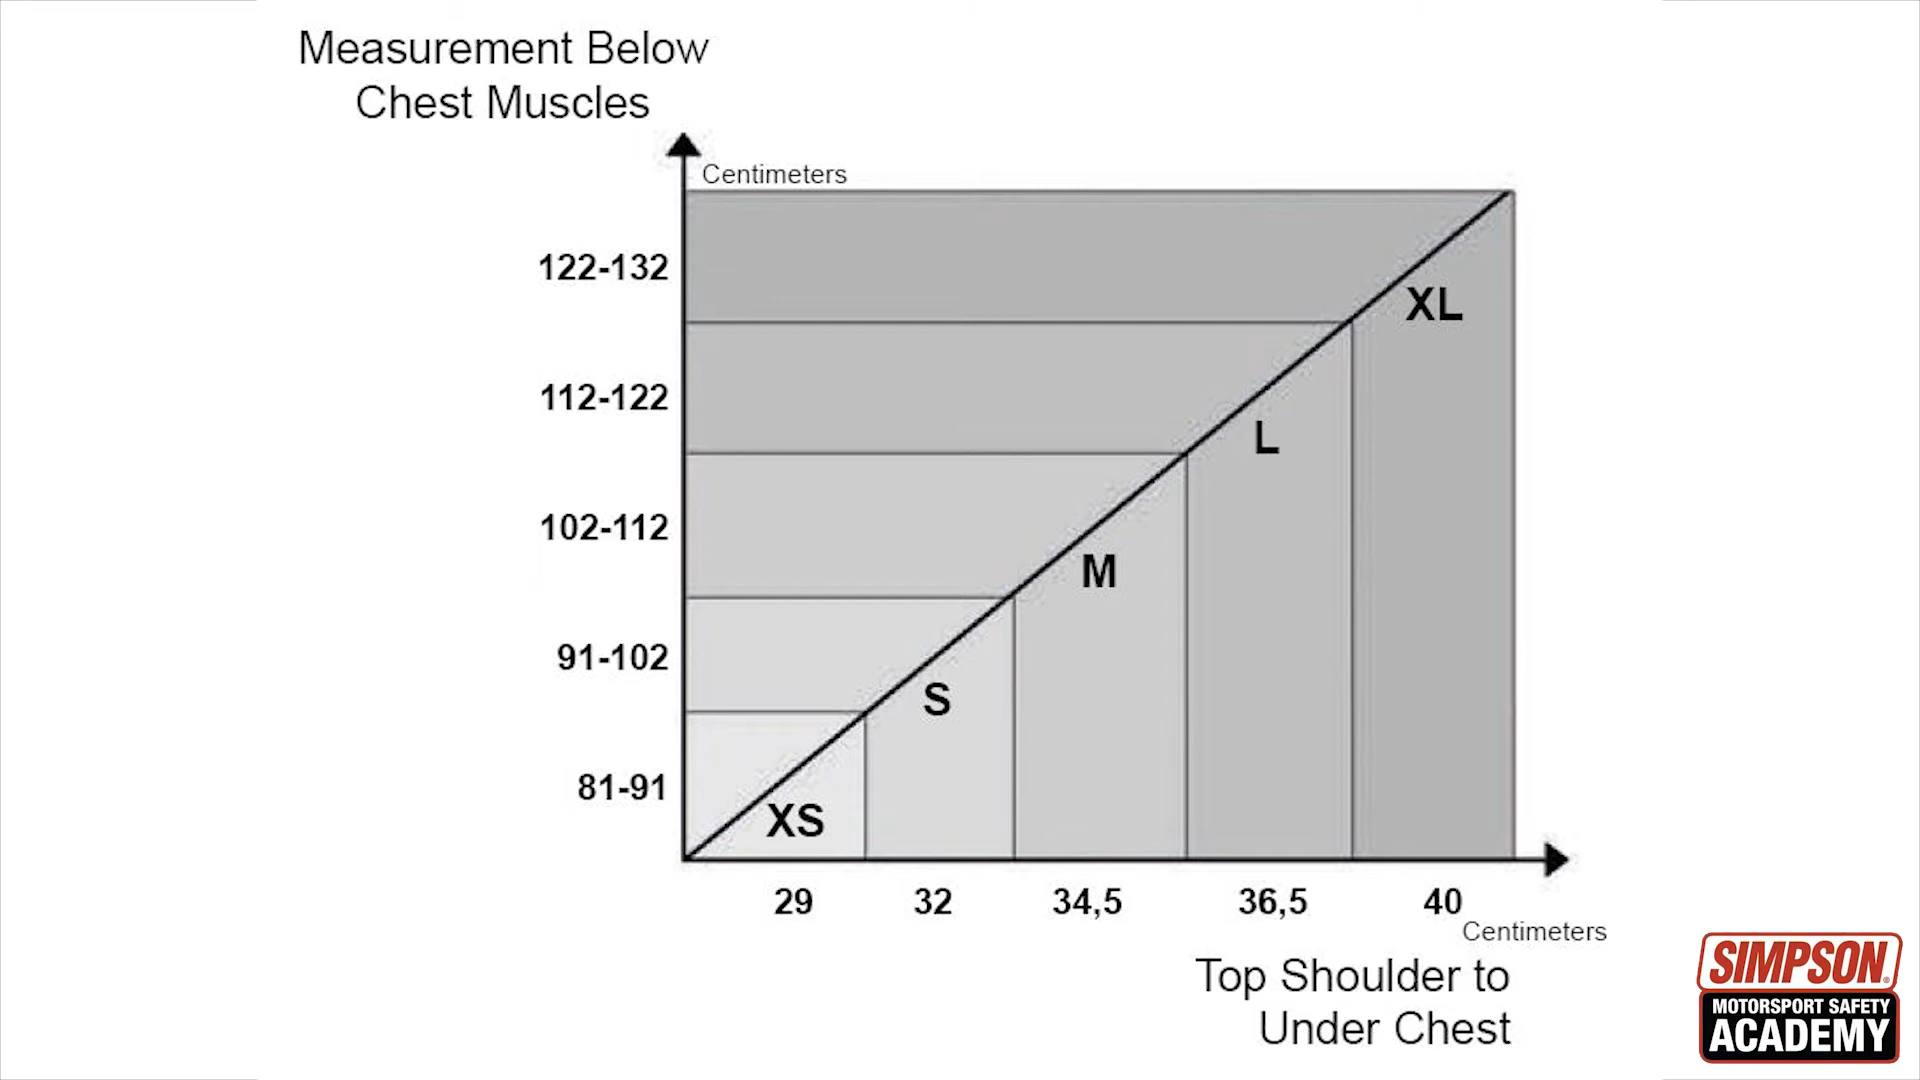 Measurement Below
Chest Muscles
Centimeters
122-132
XL
112-122
L
102-112
M
91-102
S
81-91
XS
29 32 34,5 36,5 40
Centimeters
Top Shoulder to
Under Chest
SIMPSON
MOTORSPORT SAFETY
ACADEMY